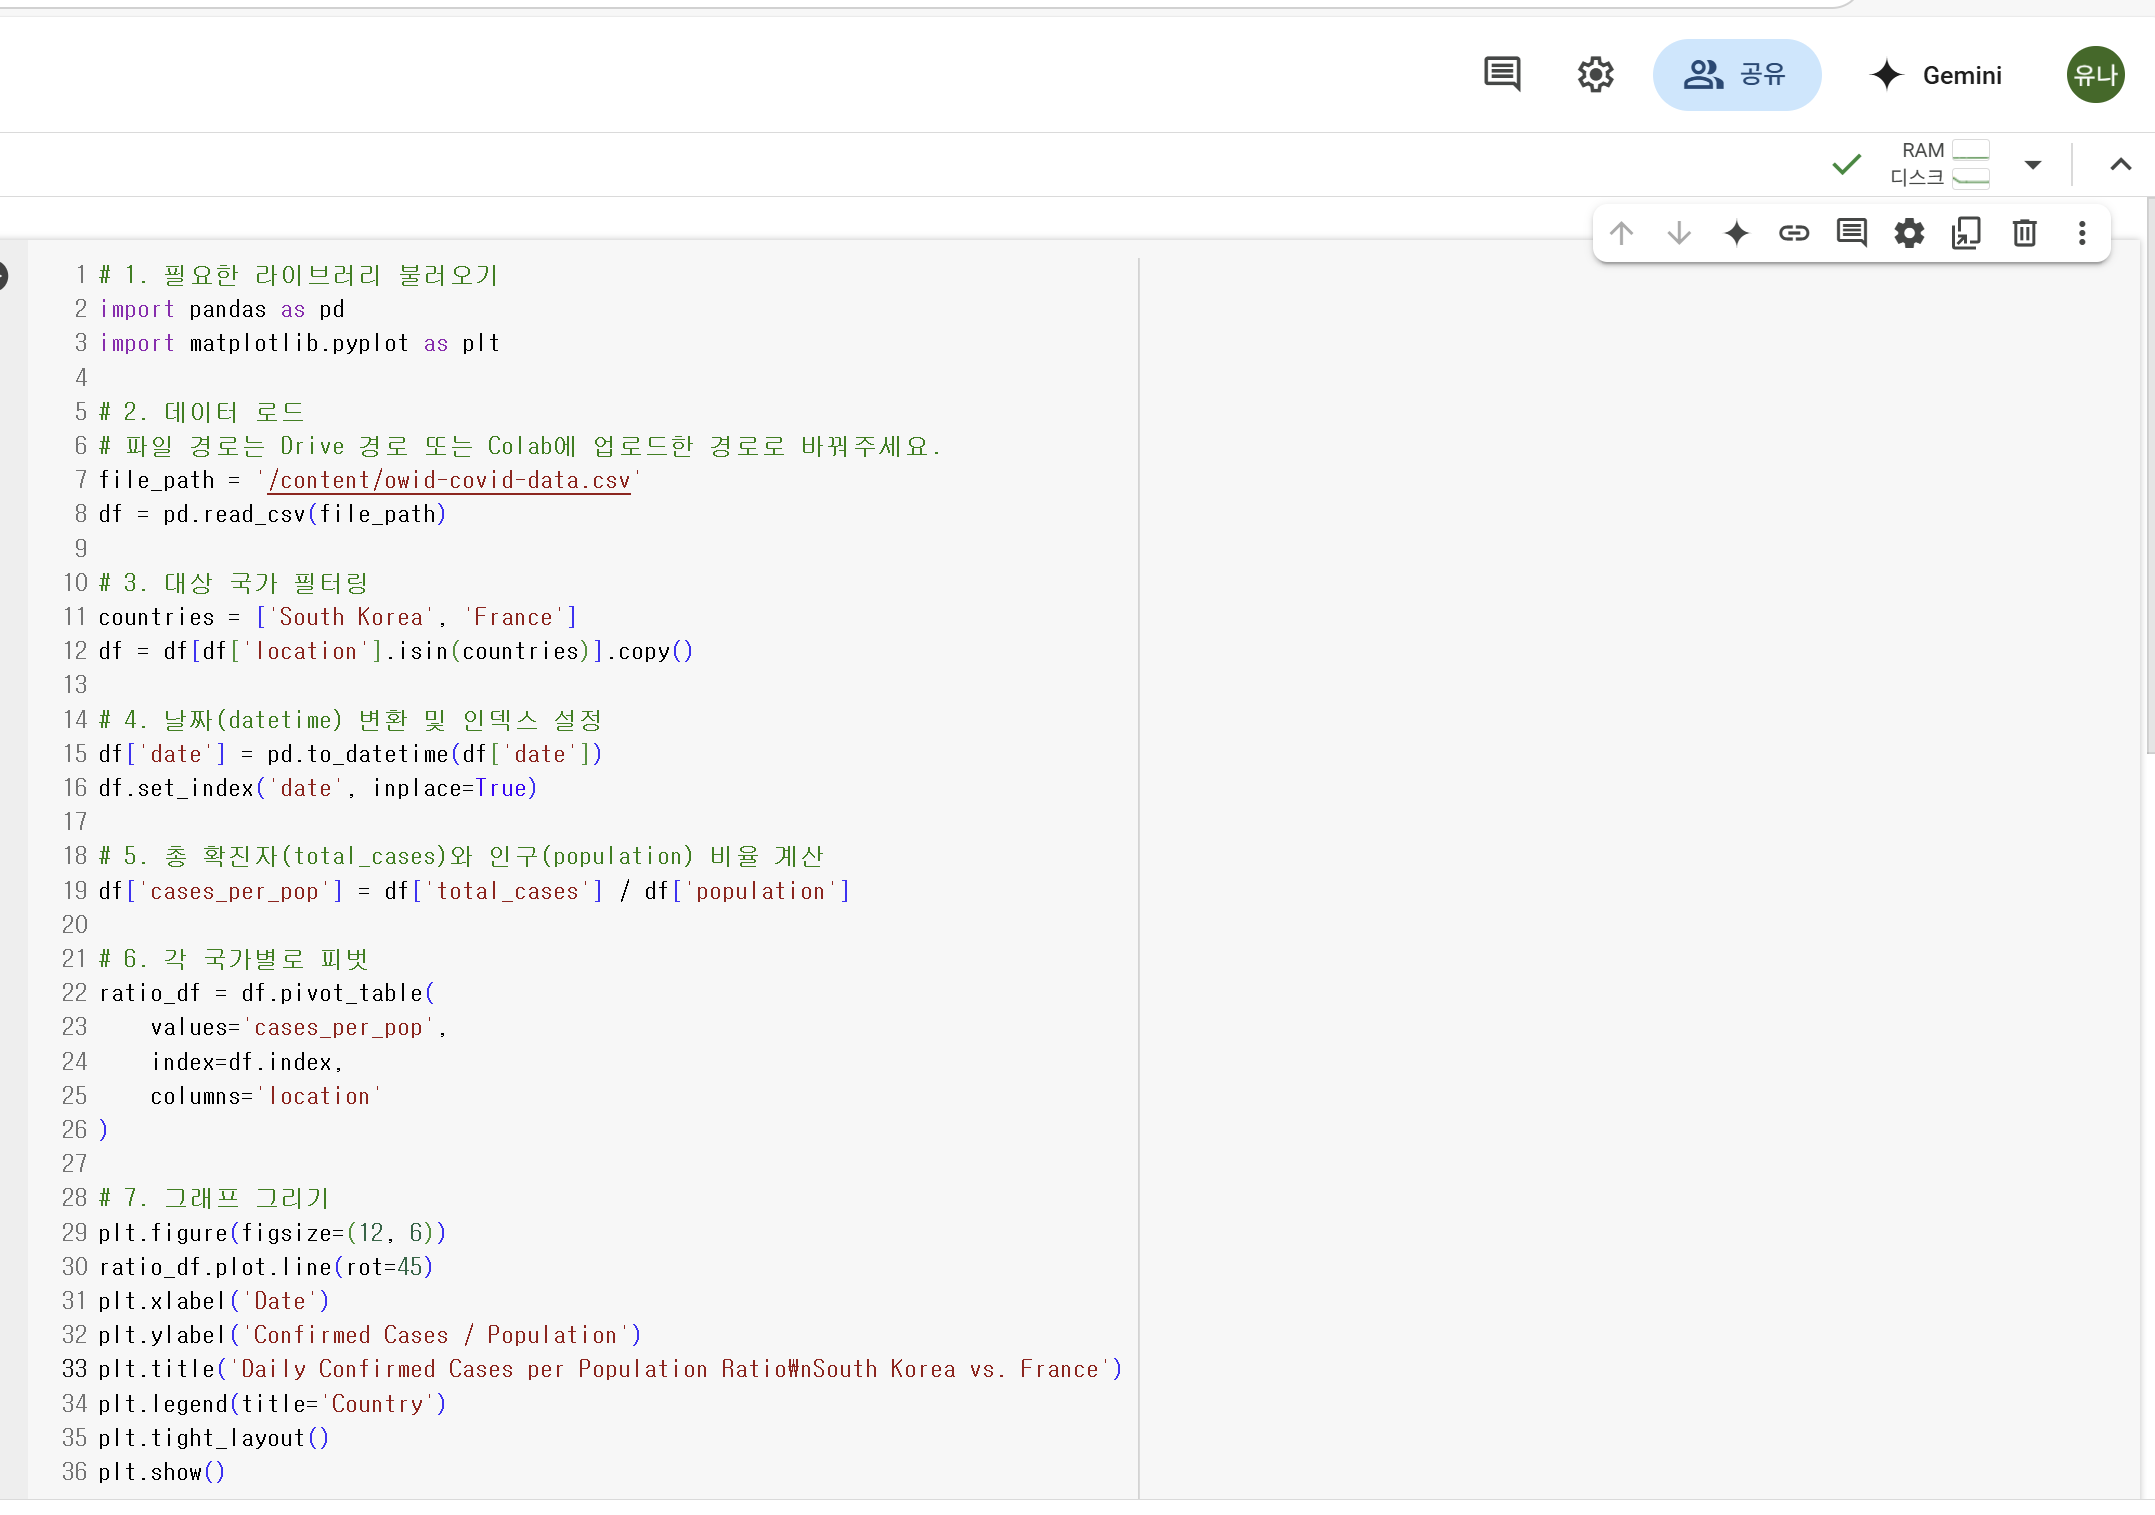 공유
Gemini
유나
RAM
디스크
1 # 1. 필요한 라이브러리 불러오기
2 import pandas as pd
3 import matplotlib.pyplot as plt
4
5 # 2. 데이터 로드
6 # 파일 경로는 Drive 경로 또는 Colab에 업로드한 경로로 바꿔주세요.
7 file_path = '/content/owid-covid-data.csv'
8 df = pd.read_csv(file_path)
9
10 # 3. 대상 국가 필터링
11 countries = ['South Korea', 'France']
12 df = df[df['location'].isin(countries)].copy()
13
14 # 4. 날짜(datetime) 변환 및 인덱스 설정
15 df['date'] = pd.to_datetime(df['date'])
16 df.set_index('date', inplace=True)
17
18 # 5. 총 확진자(total_cases)와 인구(population) 비율 계산
19 df['cases_per_pop'] = df['total_cases'] / df['population']
20
21 # 6. 각 국가별로 피벗
22 ratio_df = df.pivot_table(
23     values='cases_per_pop',
24     index=df.index,
25     columns='location'
26 )
27
28 # 7. 그래프 그리기
29 plt.figure(figsize=(12, 6))
30 ratio_df.plot.line(rot=45)
31 plt.xlabel('Date')
32 plt.ylabel('Confirmed Cases / Population')
33 plt.title('Daily Confirmed Cases per Population Ratio₩nSouth Korea vs. France')
34 plt.legend(title='Country')
35 plt.tight_layout()
36 plt.show()